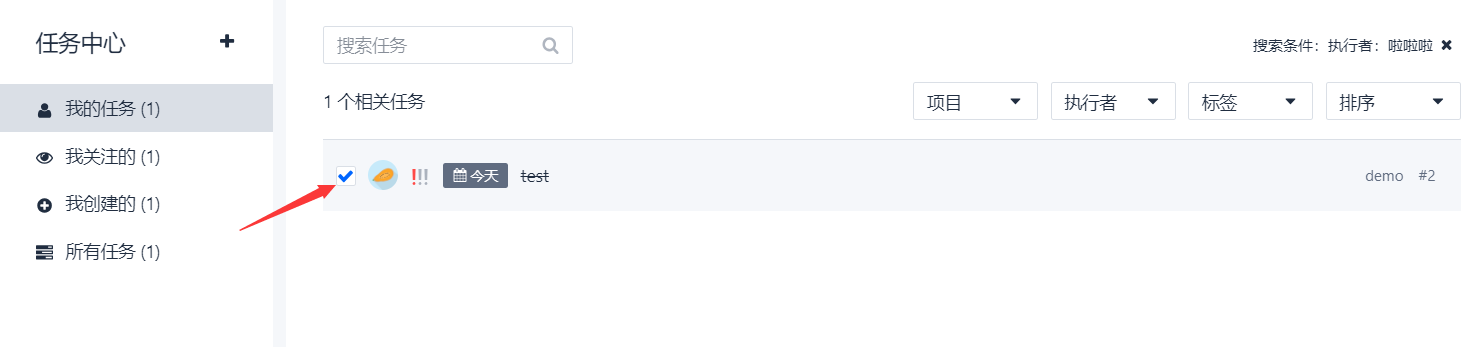 任务中心
我的任务 (1)
我关注的 (1)
我创建的 (1)
所有任务 (1)
搜索任务
搜索条件：执行者：啦啦啦
1 个相关任务
项目
执行者
标签
排序
今天 test demo #2